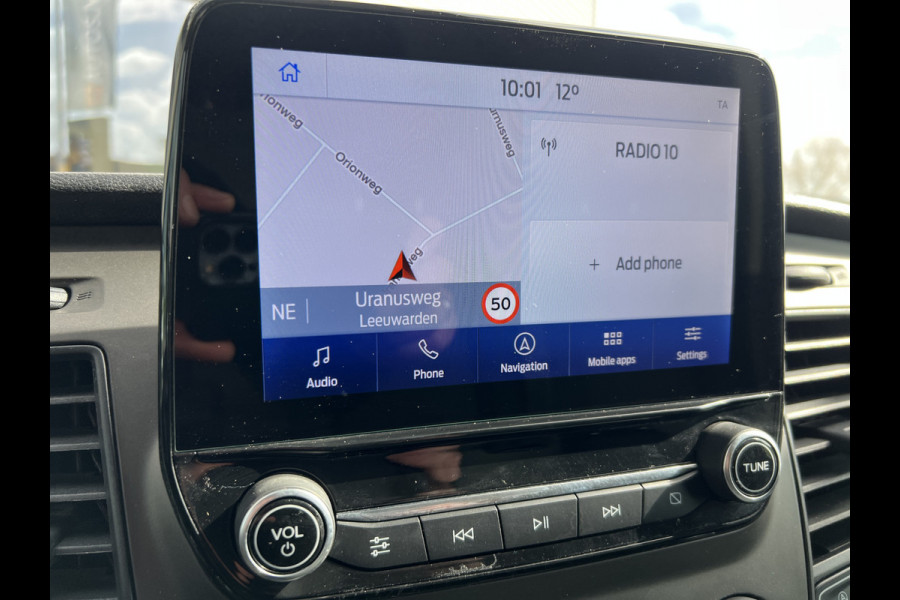 10:01 12°
TA
Orionweg
Orionweg
RADIO 10
+ Add phone
NE
Uranusweg
Leeuwarden
50
Audio
Phone
Navigation
Mobile apps
Settings
VOL
TUNE